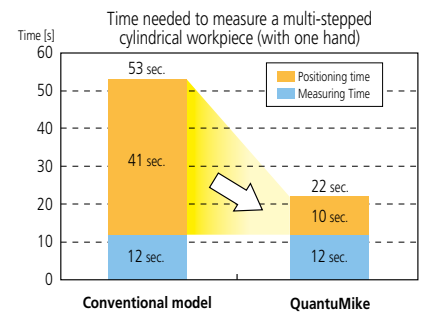 Time needed to measure a multi-stepped
cylindrical workpiece (with one hand)
Time [s]
60
50
40
30
20
10
0
Positioning time
Measuring Time
53 sec.
41 sec.
12 sec.
22 sec.
10 sec.
12 sec.
Conventional model
QuantuMike